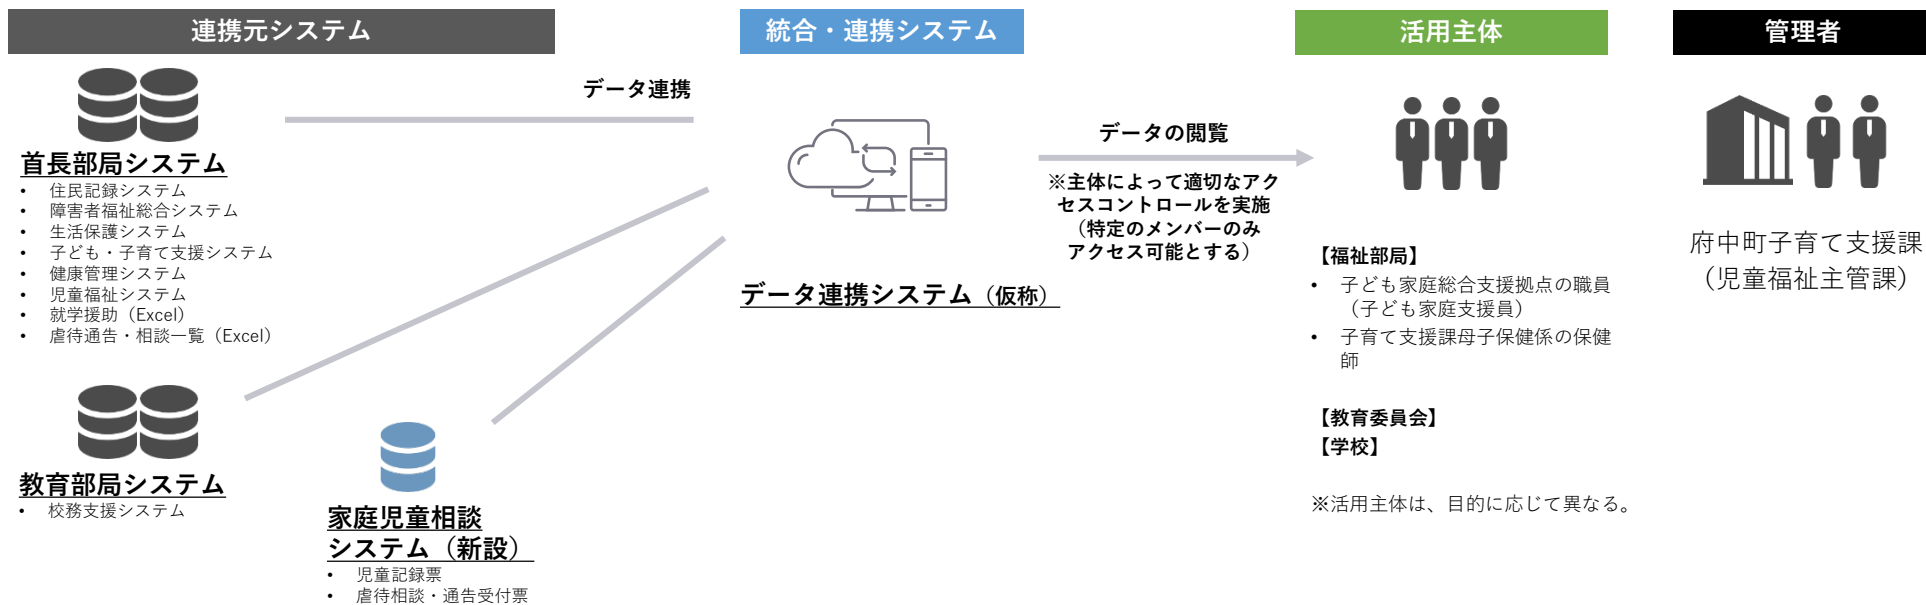 連携元システム
統合・連携システム
活用主体
管理者
データ連携
首長部局システム
• 住民記録システム
• 障害者福祉総合システム
• 生活保護システム
• 子ども・子育て支援システム
• 健康管理システム
• 児童福祉システム
• 就学援助（Excel）
• 虐待通告・相談一覧（Excel）
教育部局システム
• 校務支援システム
家庭児童相談
システム（新設）
• 児童記録票
• 虐待相談・通告受付票
データ連携システム（仮称）
データの閲覧
※主体によって適切なアク
セスコントロールを実施
（特定のメンバーのみ
アクセス可能とする）
【福祉部局】
• 子ども家庭総合支援拠点の職員
（子ども家庭支援員）
• 子育て支援課母子保健係の保健
師
【教育委員会】
【学校】
※活用主体は、目的に応じて異なる。
府中町子育て支援課
（児童福祉主管課）